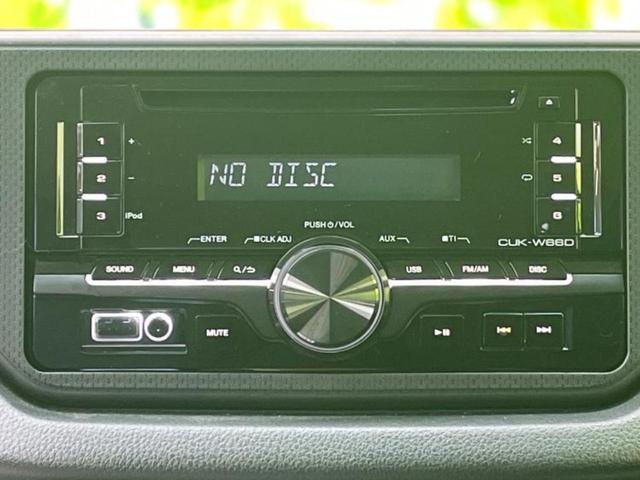 1 + 4
NO DISC
2 - 5
3 iPod 6
PUSH⏻/VOL
ENTER CLK ADJ AUX TI
CUK-W66D
SOUND MENU USB FM/AM DISC
MUTE